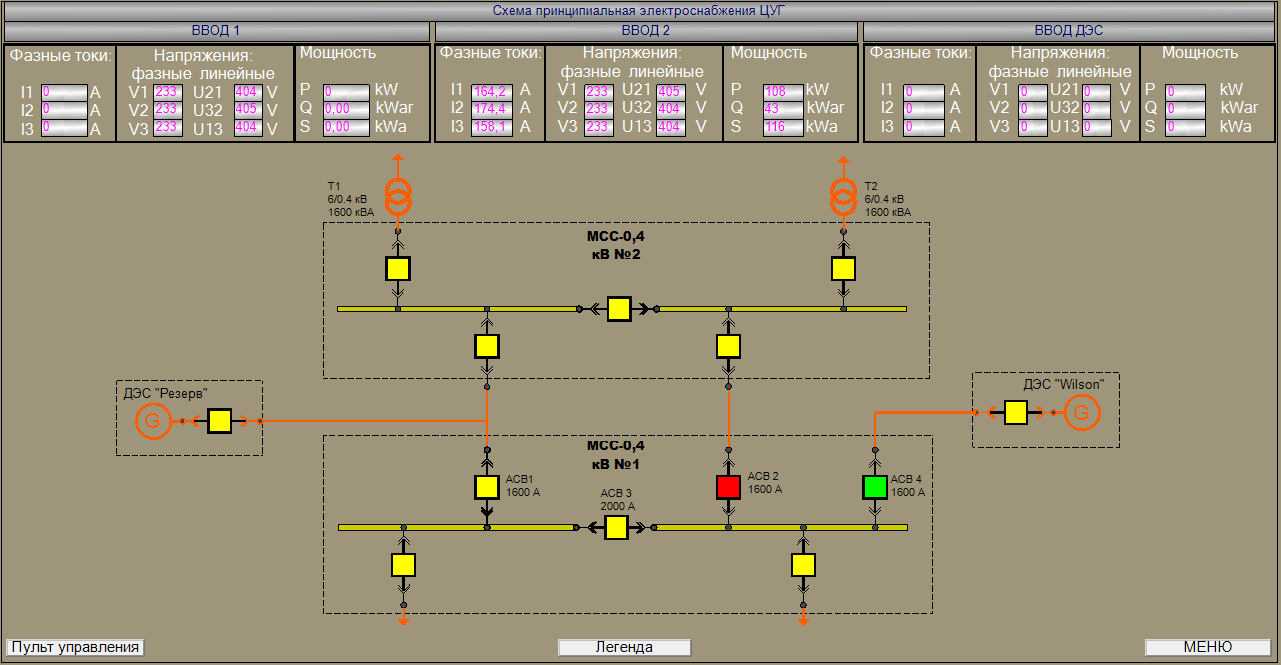 Схема принципиальная электроснабжения ЦУГ
ВВОД 1
ВВОД 2
ВВОД ДЭС
Фазные токи:
I1 0 A
I2 0 A
I3 0 A
Напряжения:
фазные линейные
V1 233 U21 404 V
V2 233 U32 405 V
V3 233 U13 404 V
Мощность
P 0 kW
Q 0,00 kWar
S 0,00 kWa
Фазные токи:
I1 164,2 A
I2 174,4 A
I3 158,1 A
Напряжения:
фазные линейные
V1 233 U21 405 V
V2 233 U32 404 V
V3 233 U13 404 V
Мощность
P 108 kW
Q 43 kWar
S 116 kWa
Фазные токи:
I1 0 A
I2 0 A
I3 0 A
Напряжения:
фазные линейные
V1 0 U21 0 V
V2 0 U32 0 V
V3 0 U13 0 V
Мощность
P 0 kW
Q 0 kWar
S 0 kWa
T1
6/0.4 кВ
1600 кВА
T2
6/0.4 кВ
1600 кВА
МСС-0,4
кВ №2
ДЭС "Резерв"
G
ДЭС "Wilson"
G
МСС-0,4
кВ №1
АСВ1
1600 А
АСВ 3
2000 А
АСВ 2
1600 А
АСВ 4
1600 А
Пульт управления
Легенда
МЕНЮ